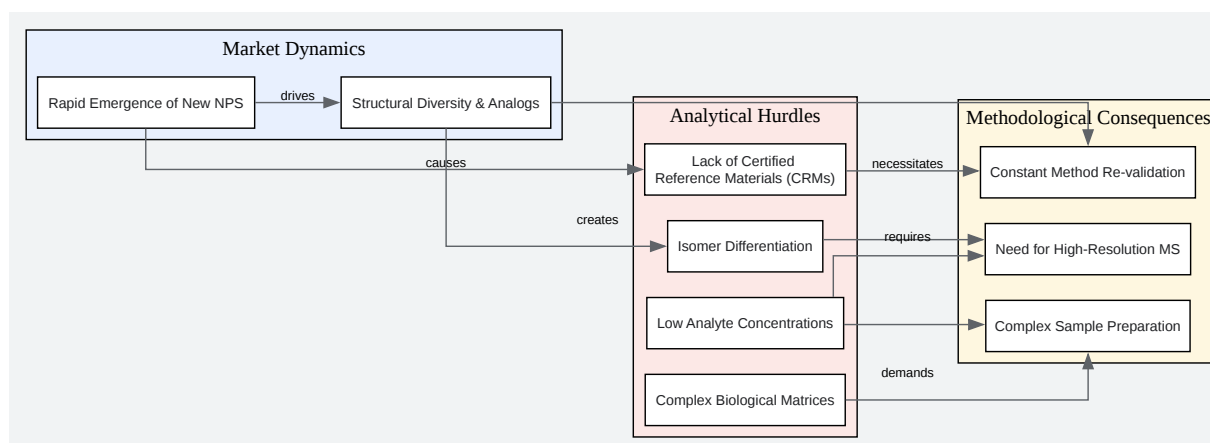 Market Dynamics
Rapid Emergence of New NPS
drives
Structural Diversity & Analogs
causes
creates
Analytical Hurdles
Lack of Certified
Reference Materials (CRMs)
Isomer Differentiation
Low Analyte Concentrations
Complex Biological Matrices
necessitates
requires
demands
Methodological Consequences
Constant Method Re-validation
Need for High-Resolution MS
Complex Sample Preparation